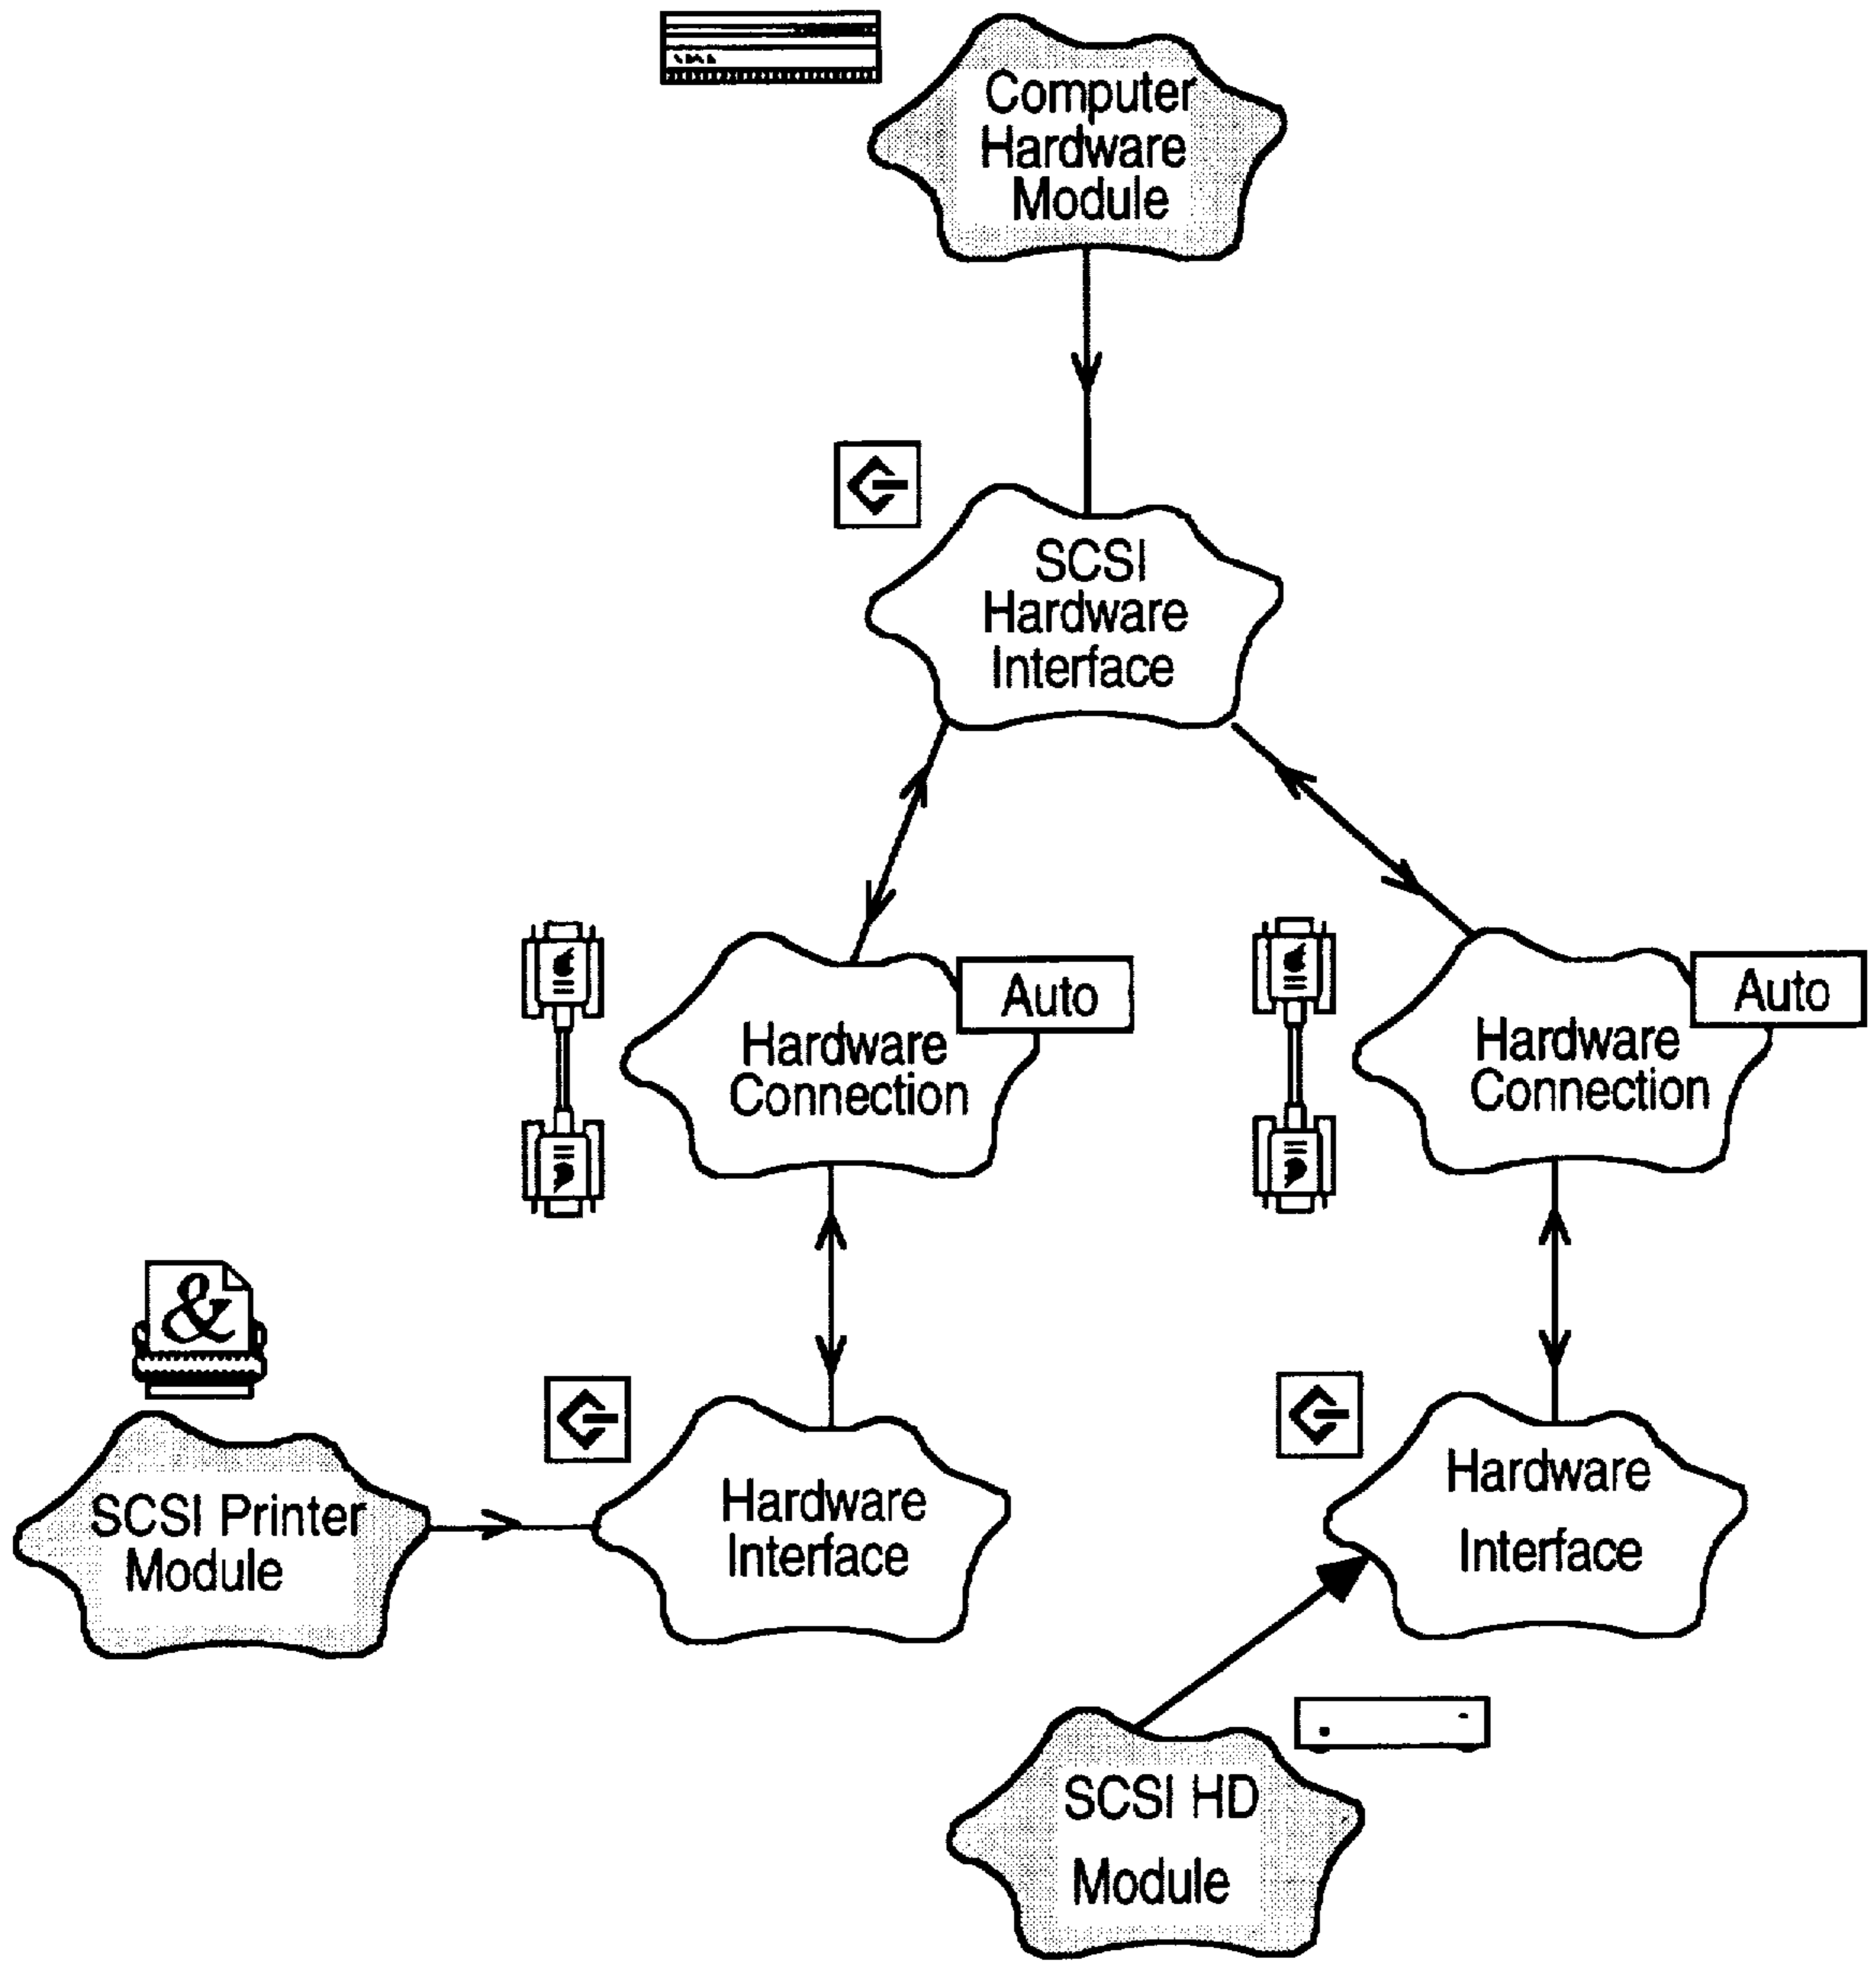 Computer
Hardware
Module
SCSI
Hardware
Interface
Auto
Hardware
Connection
Auto
Hardware
Connection
&
SCSI Printer
Module
Hardware
Interface
Hardware
Interface
SCSI HD
Module